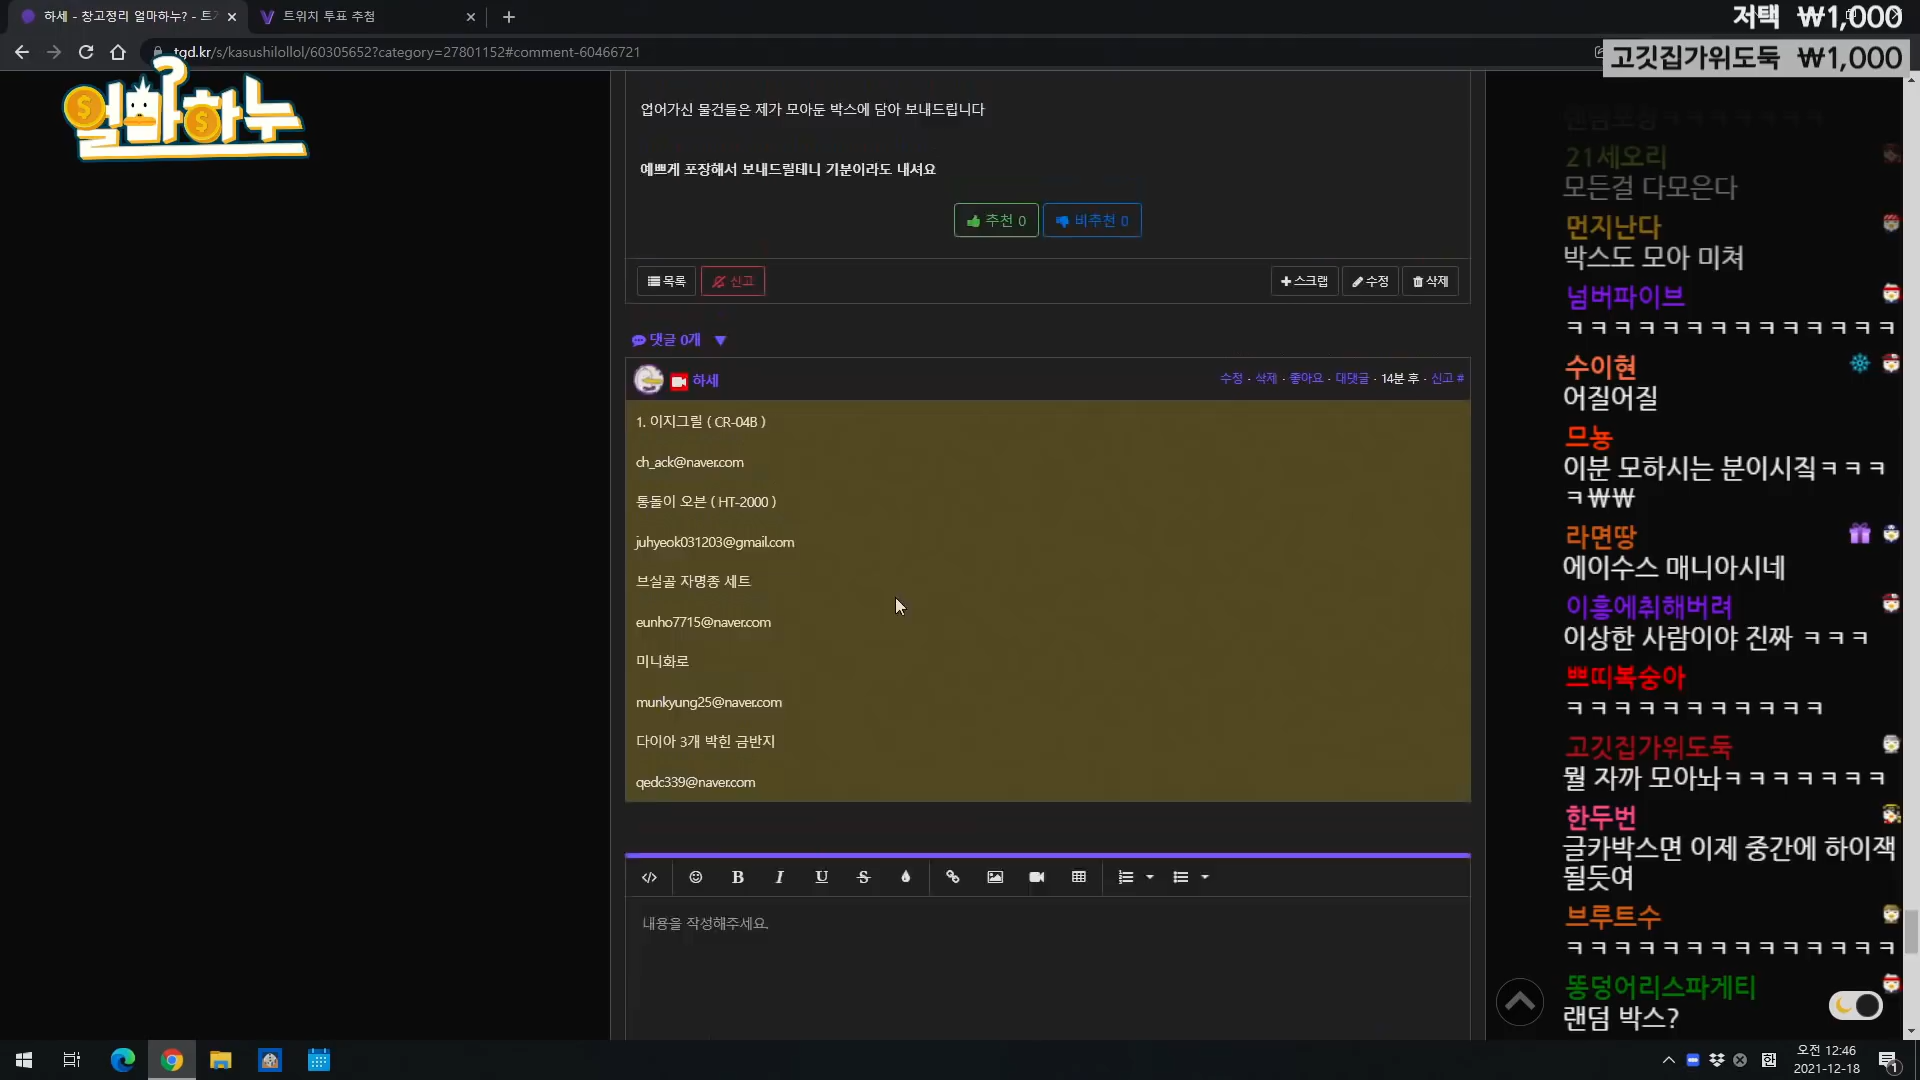 하세 - 창고정리 얼마하누? - 트
트위치 투표 추첨
tgd.kr/s/kasushilollol/60305652?category=27801152#comment-60466721
저택 ₩1,000
고깃집가위도둑 ₩1,000
얼마하누?
업어가신 물건들은 제가 모아둔 박스에 담아 보내드립니다
예쁘게 포장해서 보내드릴테니 기분이라도 내셔요
추천 0
비추천 0
목록
신고
스크랩
수정
삭제
댓글 0개
하세
수정 · 삭제 · 좋아요 · 대댓글 · 14분 후 · 신고 #
1. 이지그릴 ( CR-04B )
ch_ack@naver.com
통돌이 오븐 ( HT-2000 )
juhyeok031203@gmail.com
브실골 자명종 세트
eunho7715@naver.com
미니화로
munkyung25@naver.com
다이아 3개 박힌 금반지
qedc339@naver.com
B I U S
내용을 작성해주세요.
21세오리
모든걸 다모은다
먼지난다
박스도 모아 미쳐
넘버파이브
ㅋㅋㅋㅋㅋㅋㅋㅋㅋㅋㅋㅋㅋㅋ
수이현
어질어질
므뇽
이분 모하시는 분이시짘ㅋㅋㅋ
ㅋ₩₩
라면땅
에이수스 매니아시네
이흥에취해버려
이상한 사람이야 진짜 ㅋㅋㅋ
쁘띠복숭아
ㅋㅋㅋㅋㅋㅋㅋㅋㅋㅋㅋ
고깃집가위도둑
뭘 자까 모아놔ㅋㅋㅋㅋㅋㅋㅋ
한두번
글카박스면 이제 중간에 하이잭
될듯여
브루트수
ㅋㅋㅋㅋㅋㅋㅋㅋㅋㅋㅋㅋㅋㅋ
똥덩어리스파게티
랜덤 박스?
한
오전 12:46
2021-12-18
1